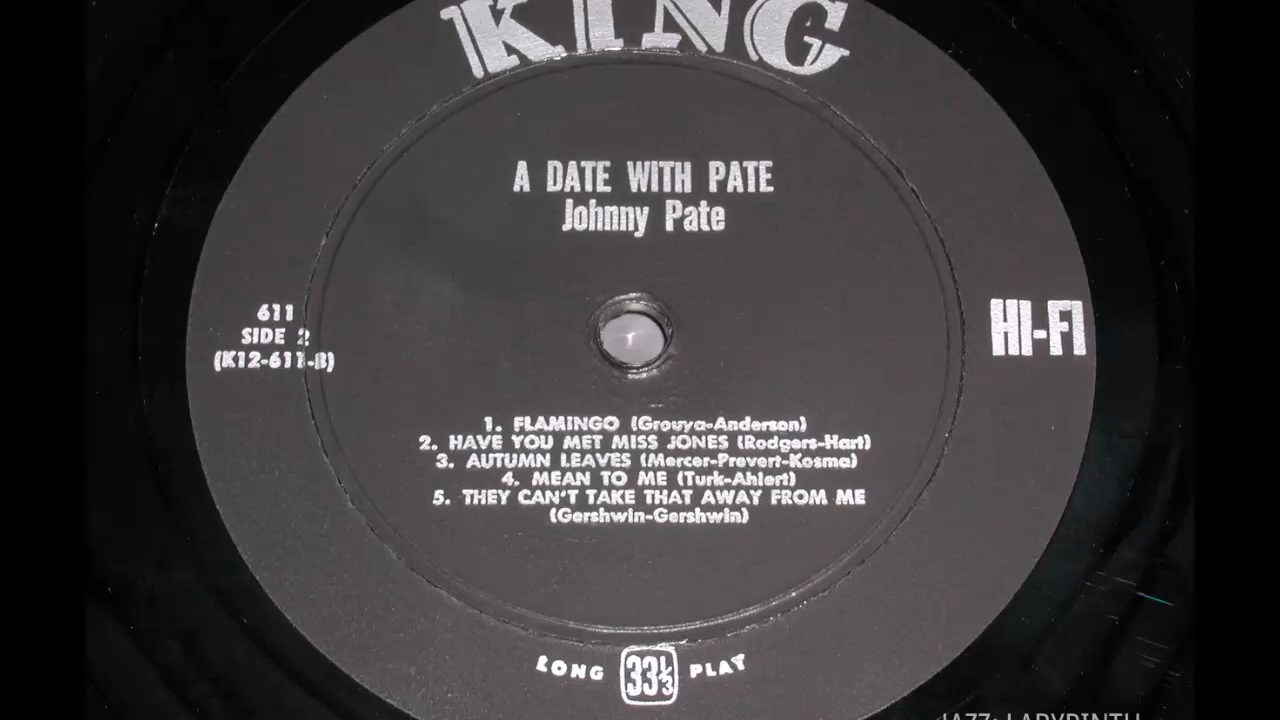 KING
A DATE WITH PATE
Johnny Pate
611
SIDE 2
(K12-611-B)
HI-FI
1. FLAMINGO (Grouya-Anderson)
2. HAVE YOU MET MISS JONES (Rodgers-Hart)
3. AUTUMN LEAVES (Mercer-Prevert-Kosma)
4. MEAN TO ME (Turk-Ahlert)
5. THEY CAN'T TAKE THAT AWAY FROM ME
(Gershwin-Gershwin)
LONG 33⅓ PLAY
JAZZ: LABYRINTH